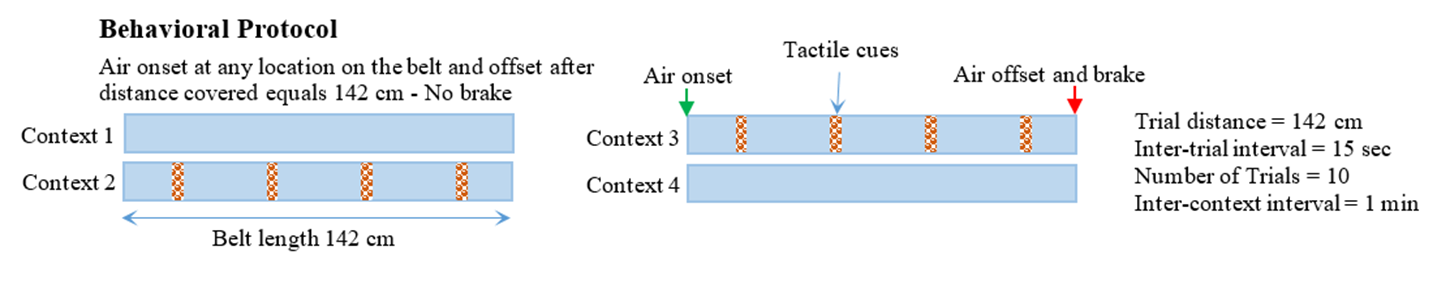 Behavioral Protocol
Air onset at any location on the belt and offset after
distance covered equals 142 cm - No brake
Context 1
Context 2
Belt length 142 cm
Tactile cues
Air onset
Air offset and brake
Context 3
Context 4
Trial distance = 142 cm
Inter-trial interval = 15 sec
Number of Trials = 10
Inter-context interval = 1 min